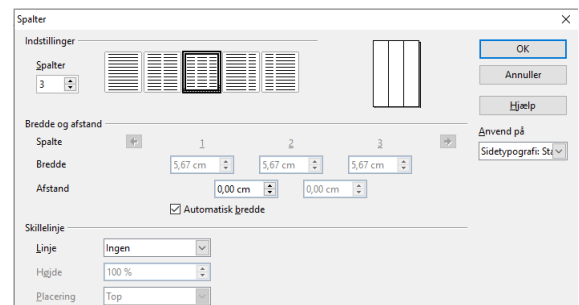 Spalter
Indstillinger
OK
Spalter
3
Annuller
Hjælp
Bredde og afstand
Anvend på
Spalte 1 2 3
Sidetypografi: Sta
Bredde 5,67 cm 5,67 cm 5,67 cm
Afstand 0,00 cm 0,00 cm
Automatisk bredde
Skillelinje
Linje Ingen
Højde 100 %
Placering Top